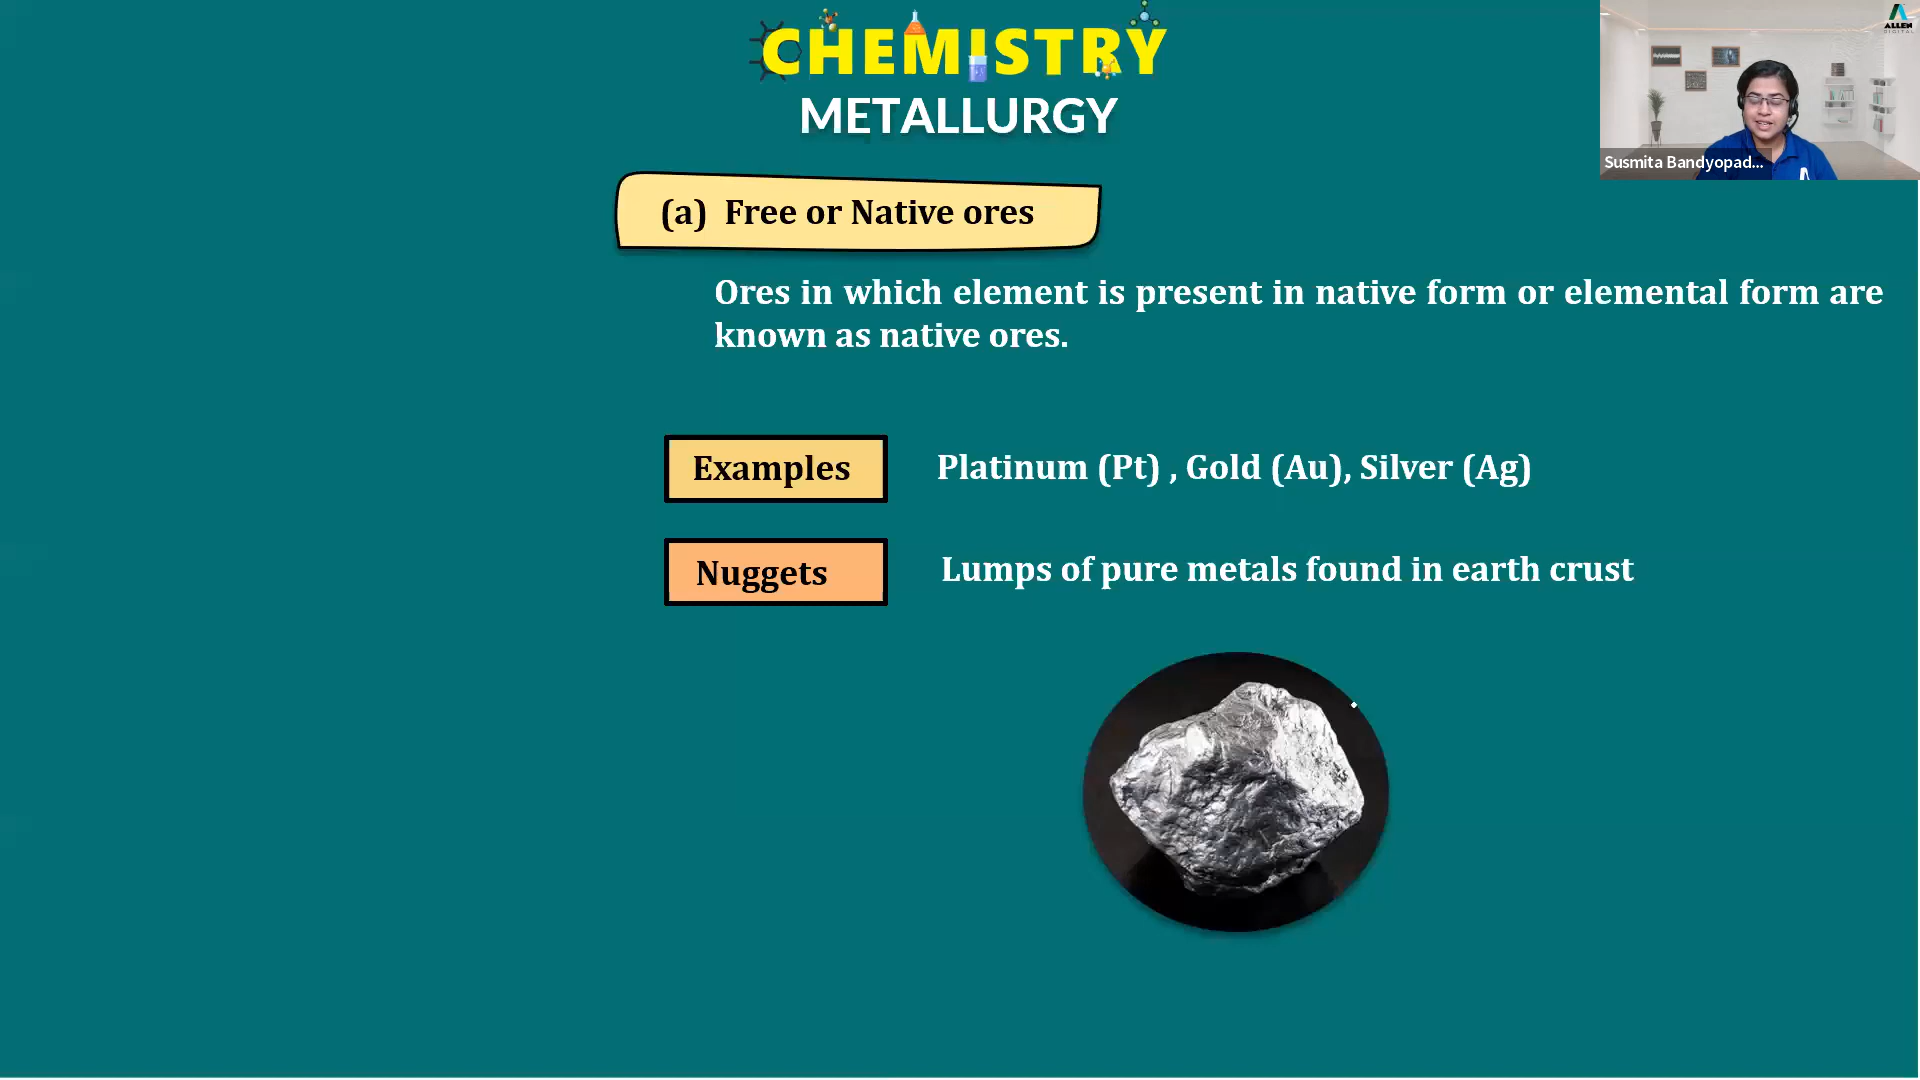 CHEMISTRY
METALLURGY
ALLEN
DIGITAL
Susmita Bandyopad...
(a) Free or Native ores
Ores in which element is present in native form or elemental form are
known as native ores.
Examples
Platinum (Pt) , Gold (Au), Silver (Ag)
Nuggets
Lumps of pure metals found in earth crust